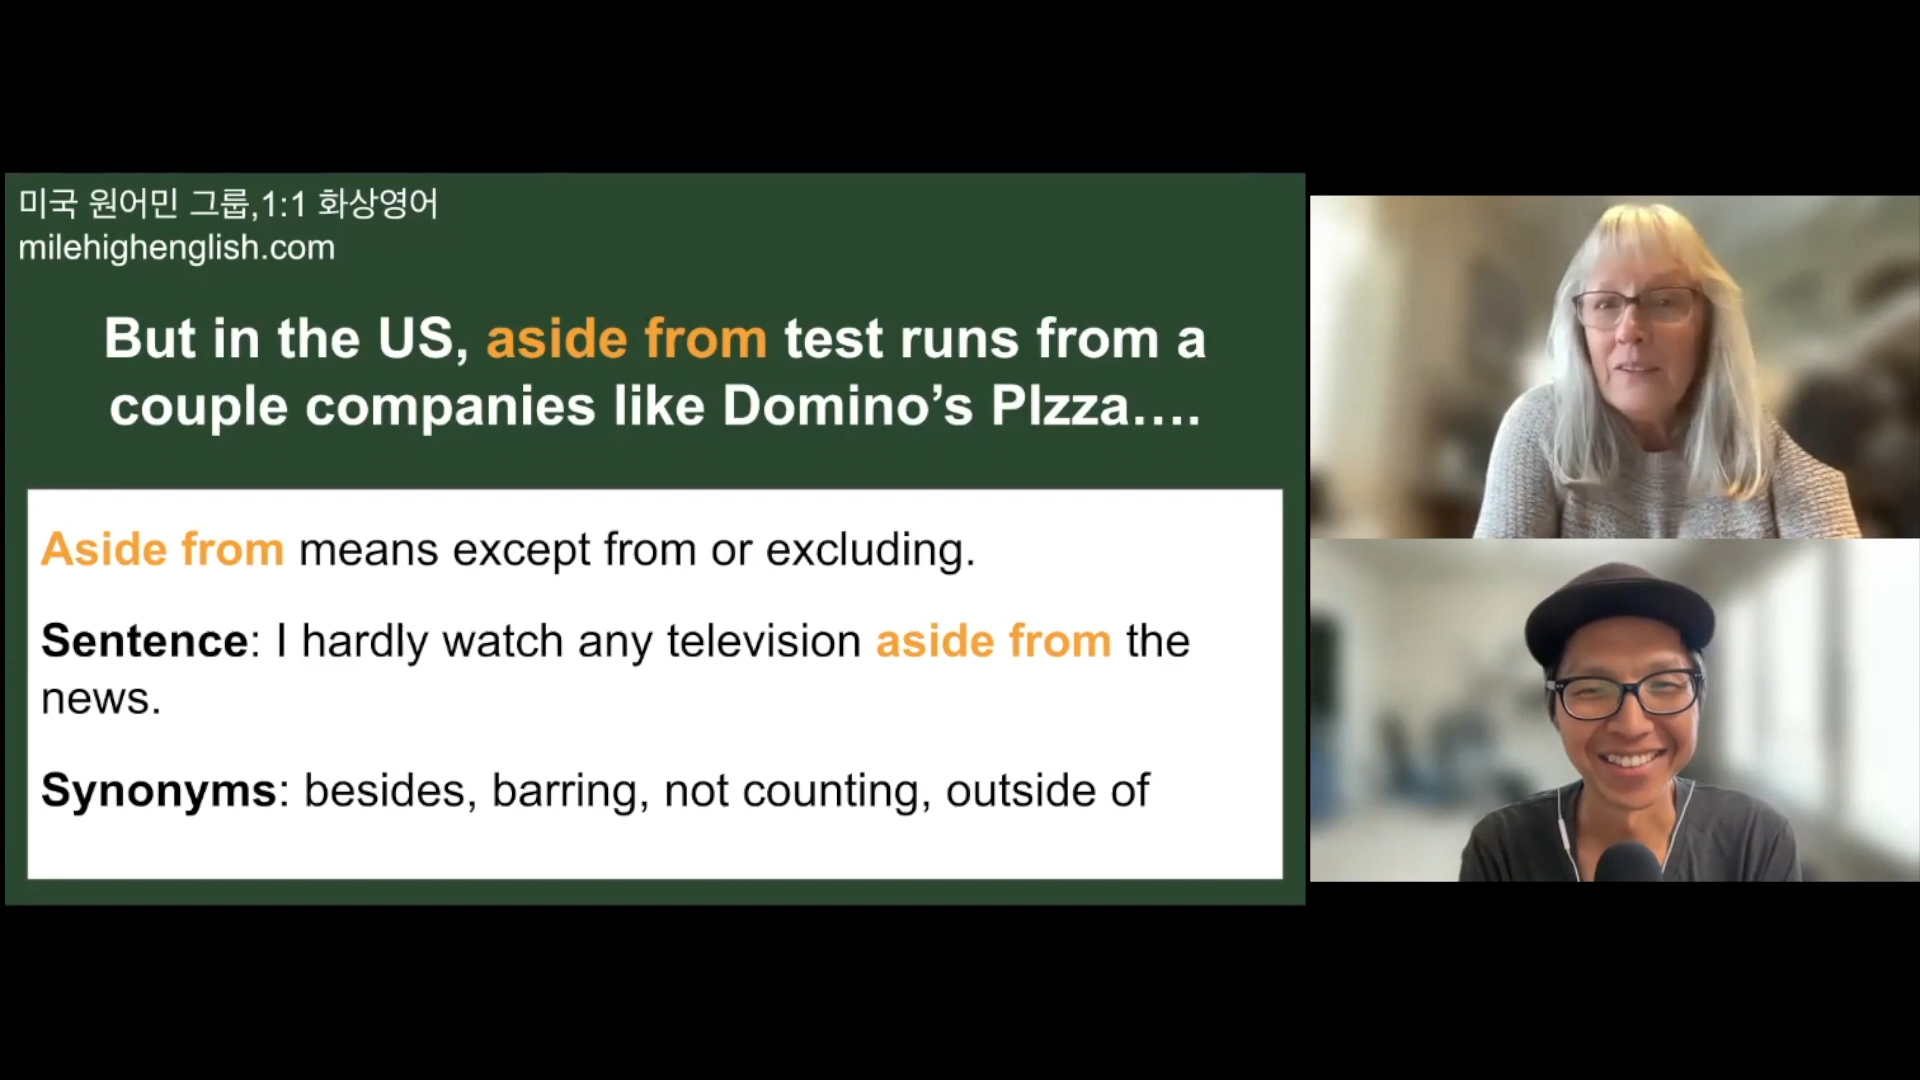 미국 원어민 그룹,1:1 화상영어
milehighenglish.com
But in the US, aside from test runs from a
couple companies like Domino’s PIzza….
Aside from means except from or excluding.
Sentence: I hardly watch any television aside from the
news.
Synonyms: besides, barring, not counting, outside of